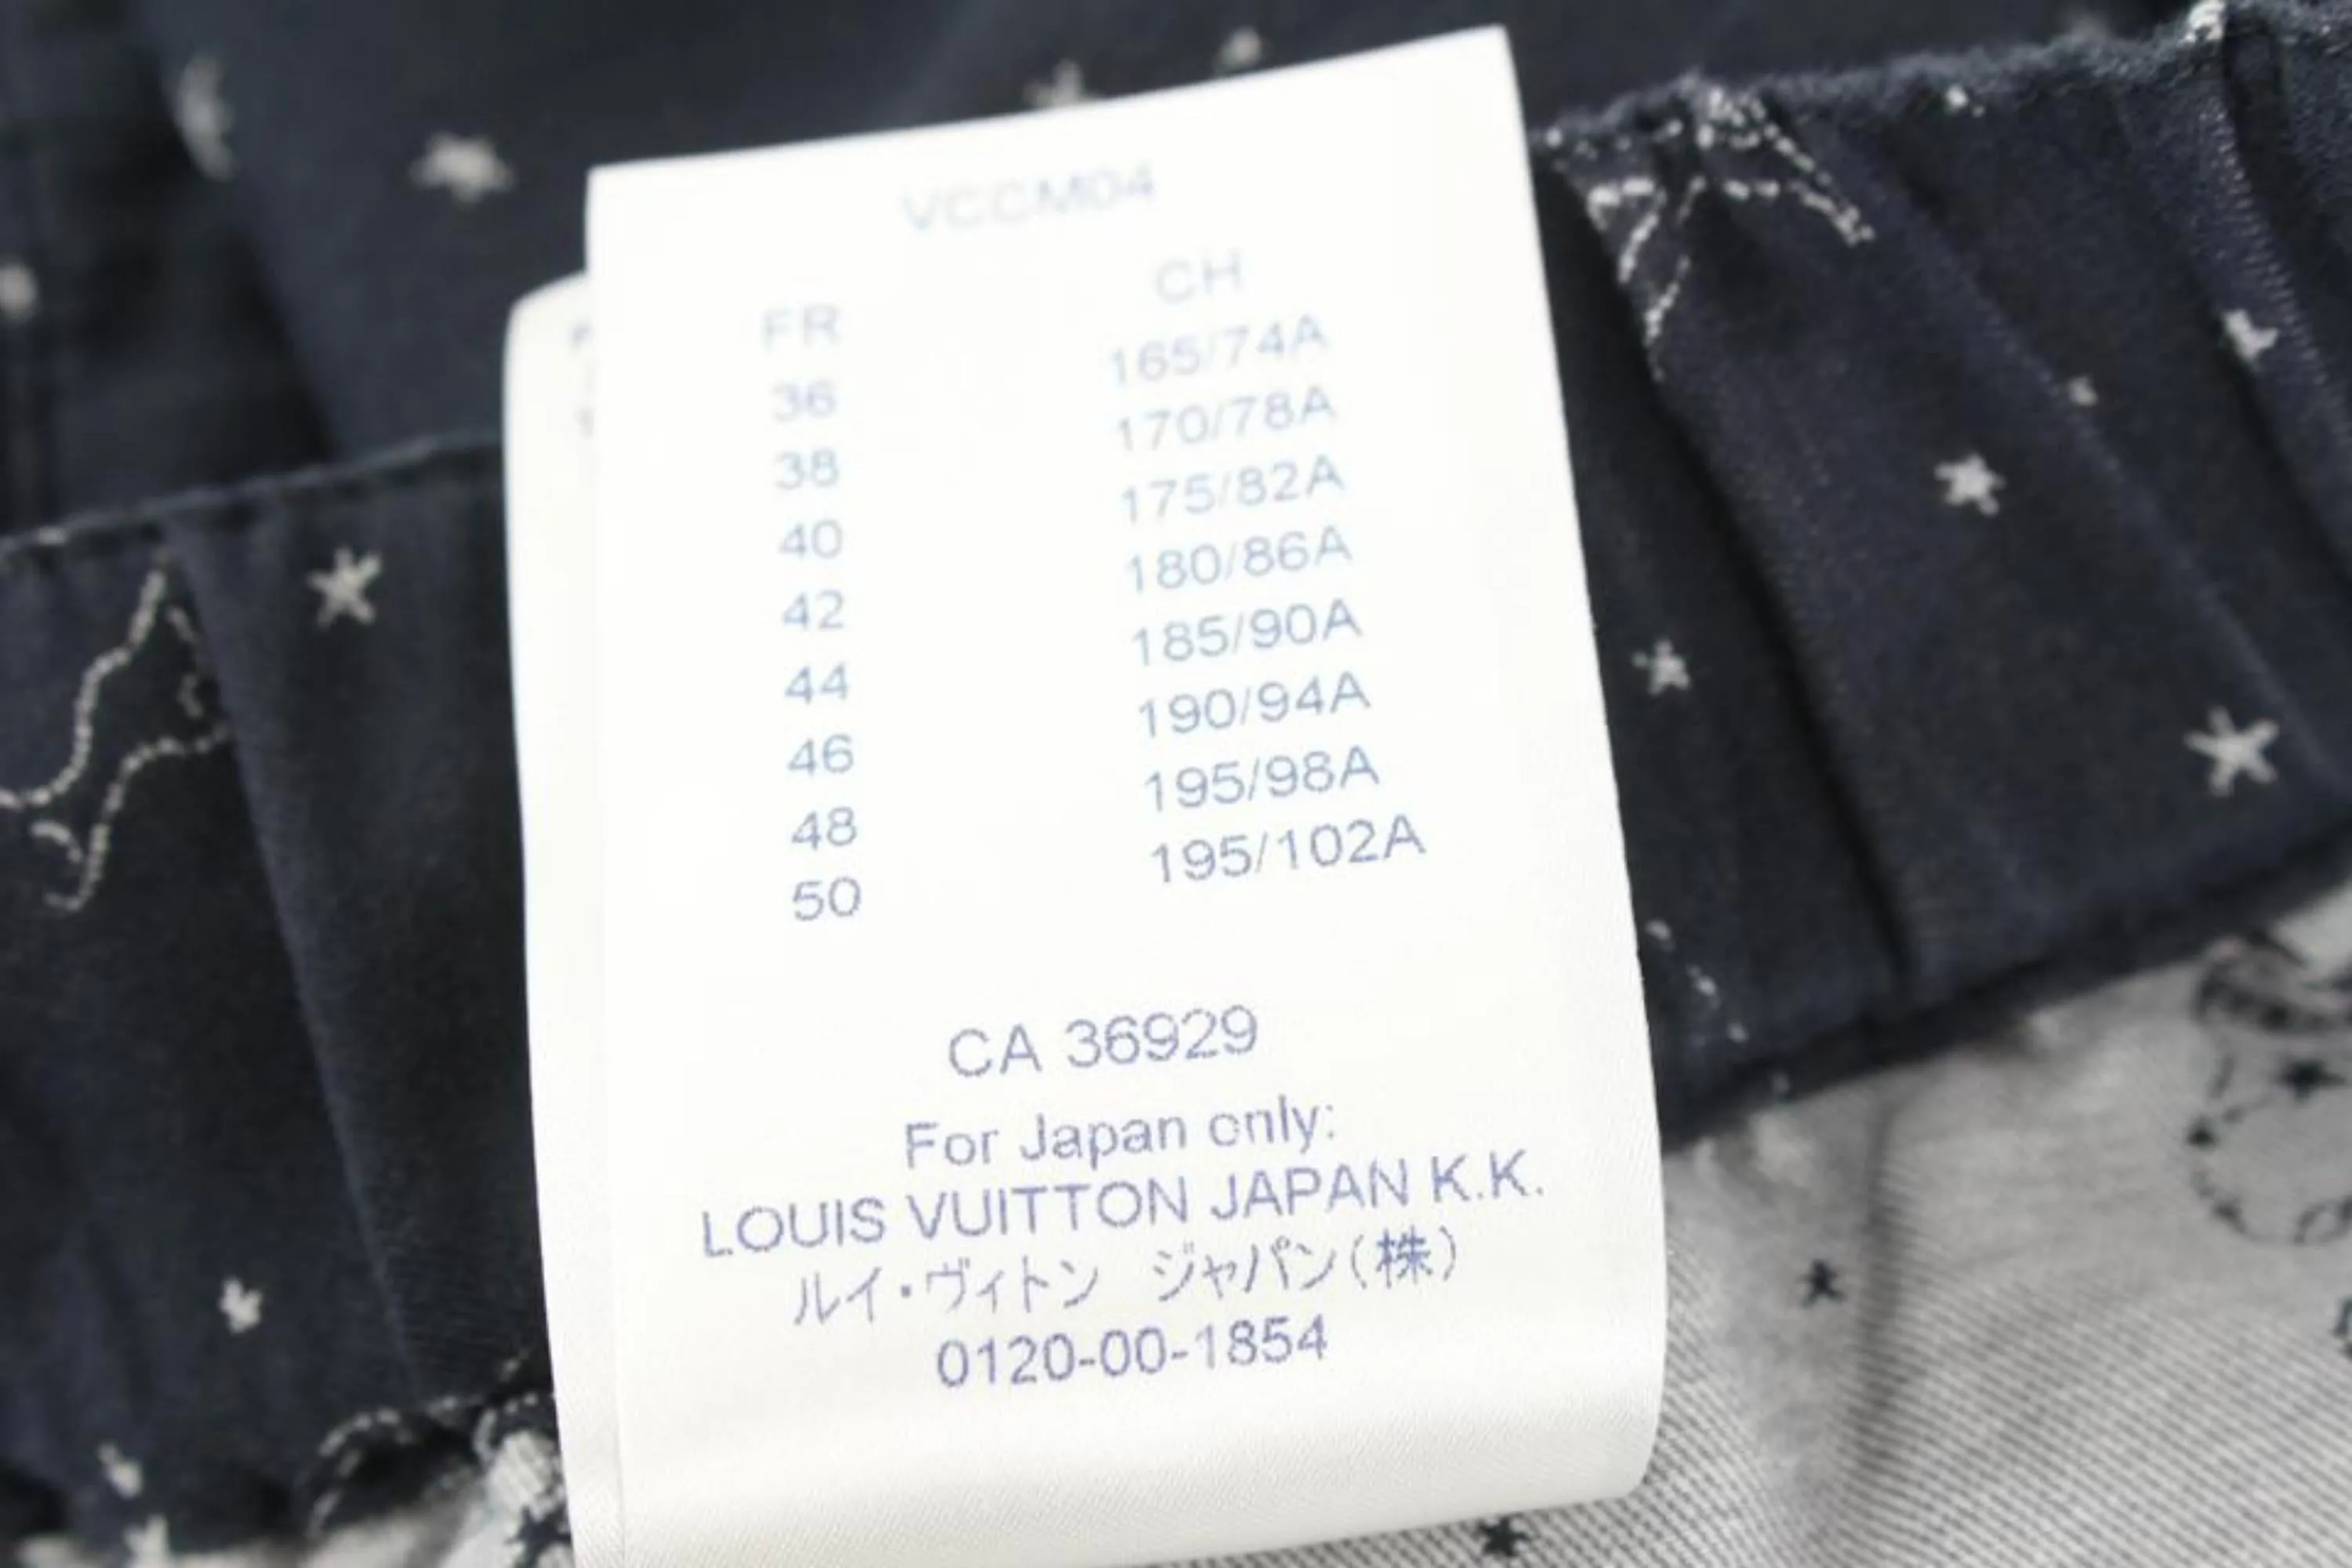 VCCM04
FR CH
36 165/74A
38 170/78A
40 175/82A
42 180/86A
44 185/90A
46 190/94A
48 195/98A
50 195/102A
CA 36929
For Japan only:
LOUIS VUITTON JAPAN K.K.
ルイ・ヴィトン ジャパン(株)
0120-00-1854